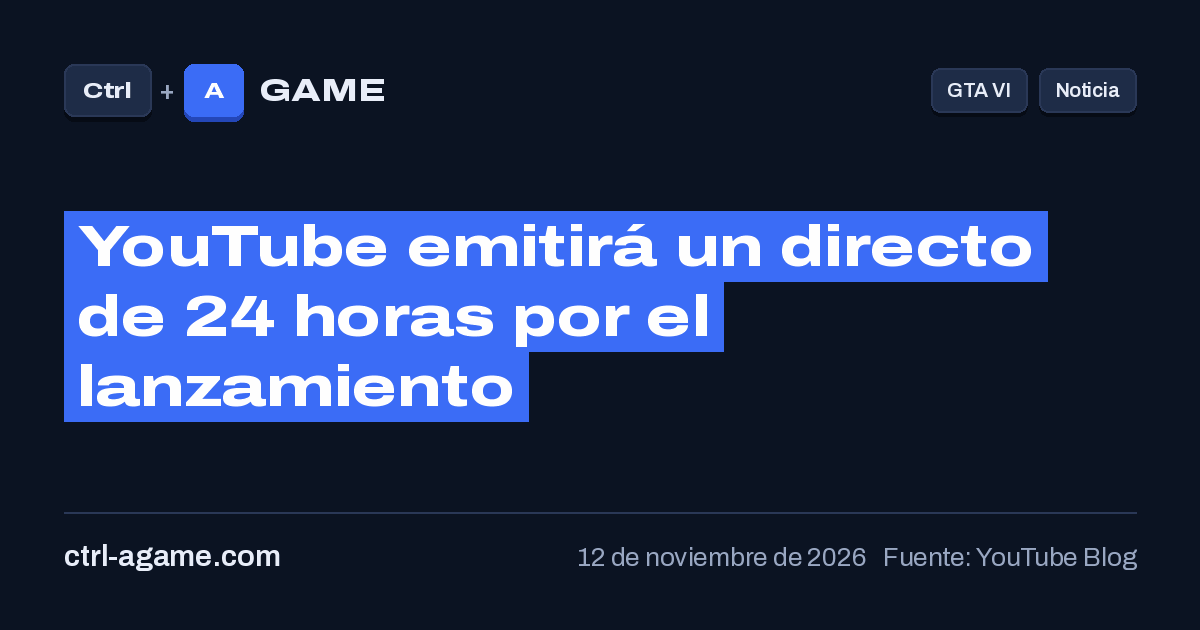 Ctrl + A GAME
GTA VI Noticia
YouTube emitirá un directo
de 24 horas por el
lanzamiento
ctrl-agame.com
12 de noviembre de 2026 Fuente: YouTube Blog